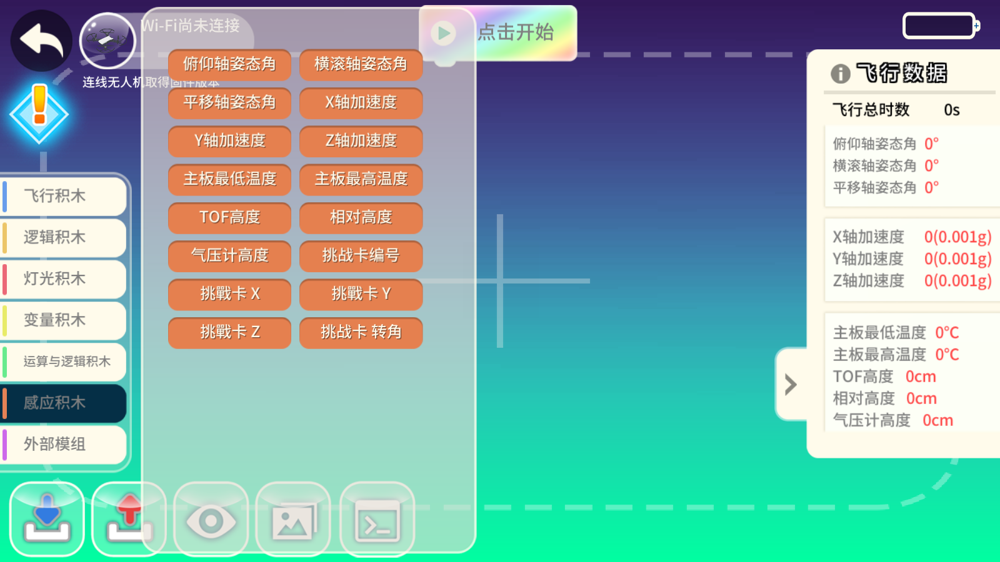 Wi-Fi尚未连接
点击开始
连线无人机取得固件版本
飞行积木
逻辑积木
灯光积木
变量积木
运算与逻辑积木
感应积木
外部模组
俯仰轴姿态角 横滚轴姿态角
平移轴姿态角 X轴加速度
Y轴加速度 Z轴加速度
主板最低温度 主板最高温度
TOF高度 相对高度
气压计高度 挑战卡编号
挑戰卡 X 挑戰卡 Y
挑戰卡 Z 挑战卡 转角
飞行数据
飞行总时数 0s
俯仰轴姿态角 0°
横滚轴姿态角 0°
平移轴姿态角 0°
X轴加速度 0(0.001g)
Y轴加速度 0(0.001g)
Z轴加速度 0(0.001g)
主板最低温度 0°C
主板最高温度 0°C
TOF高度 0cm
相对高度 0cm
气压计高度 0cm